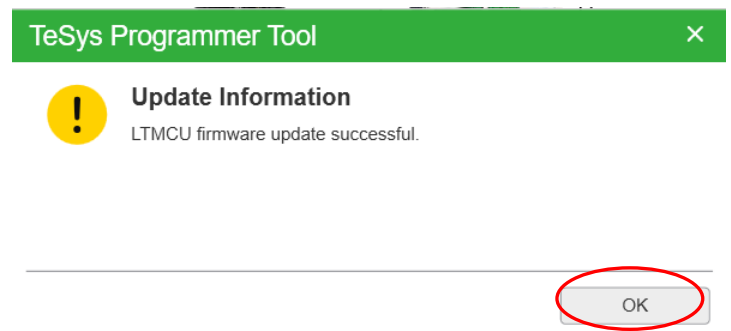 TeSys Programmer Tool
Update Information
LTMCU firmware update successful.
OK